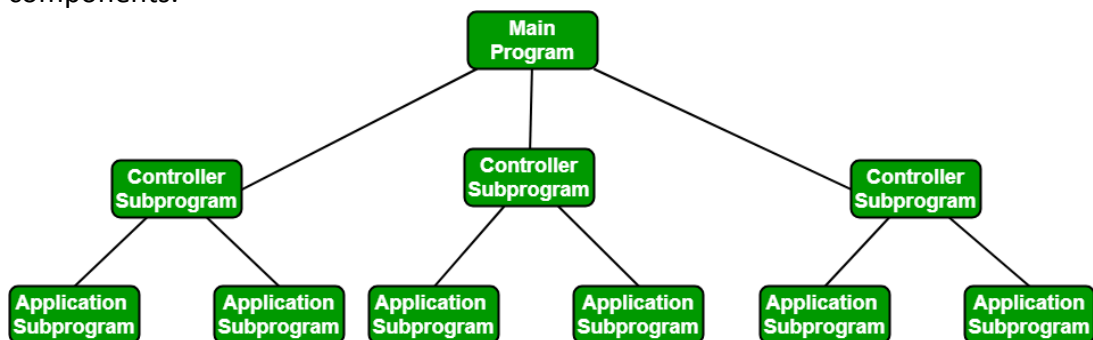 components.
Main
Program
Controller
Subprogram
Controller
Subprogram
Controller
Subprogram
Application
Subprogram
Application
Subprogram
Application
Subprogram
Application
Subprogram
Application
Subprogram
Application
Subprogram